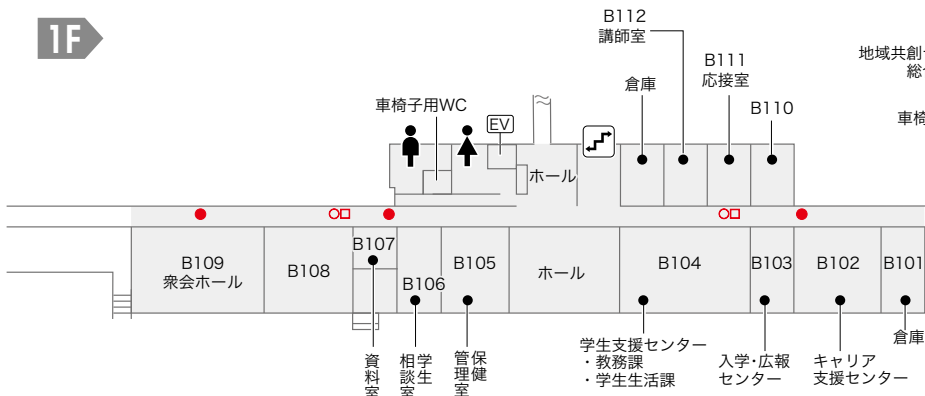 1F
B112
講師室
B111
応接室
倉庫
B110
地域共創
総
車椅
車椅子用WC
EV
ホール
B109
衆会ホール
B108
B107
B106
B105
ホール
B104
B103
B102
B101
資料室
学生
相談室
保健
管理室
学生支援センター
・教務課
・学生生活課
入学・広報
センター
キャリア
支援センター
倉庫